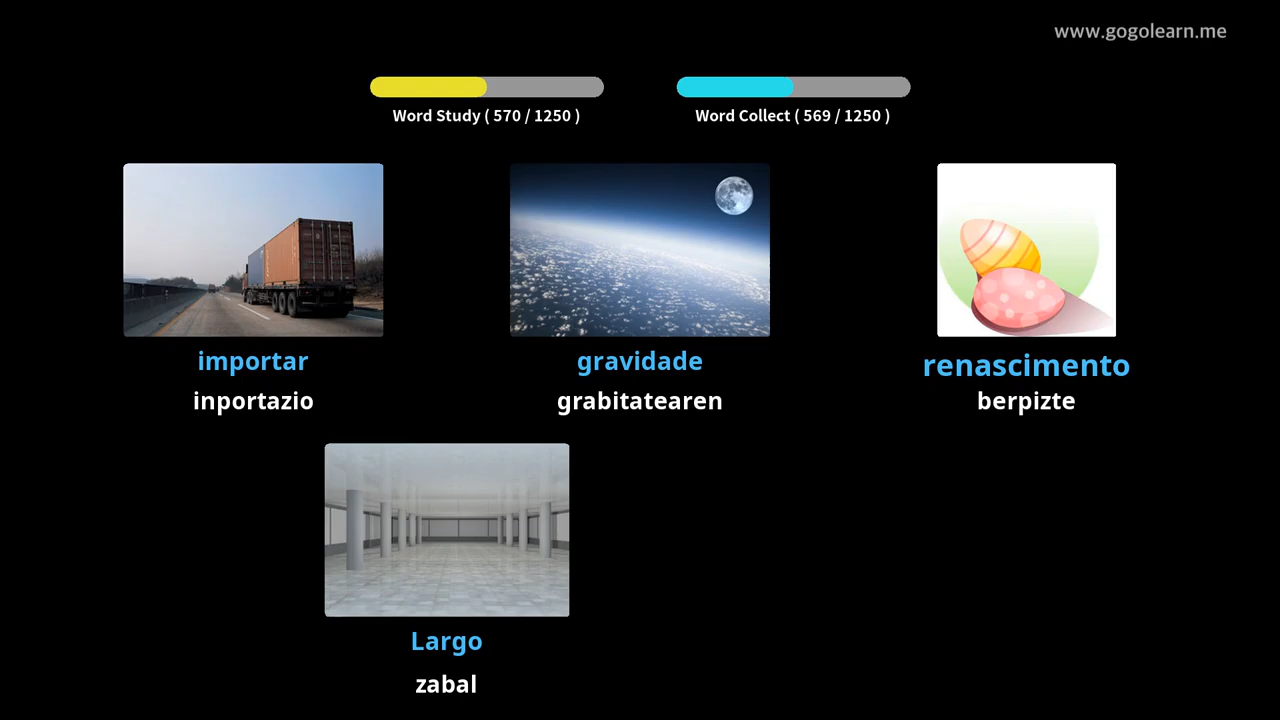 www.gogolearn.me
Word Study ( 570 / 1250 )
Word Collect ( 569 / 1250 )
importar
inportazio
gravidade
grabitatearen
renascimento
berpizte
Largo
zabal